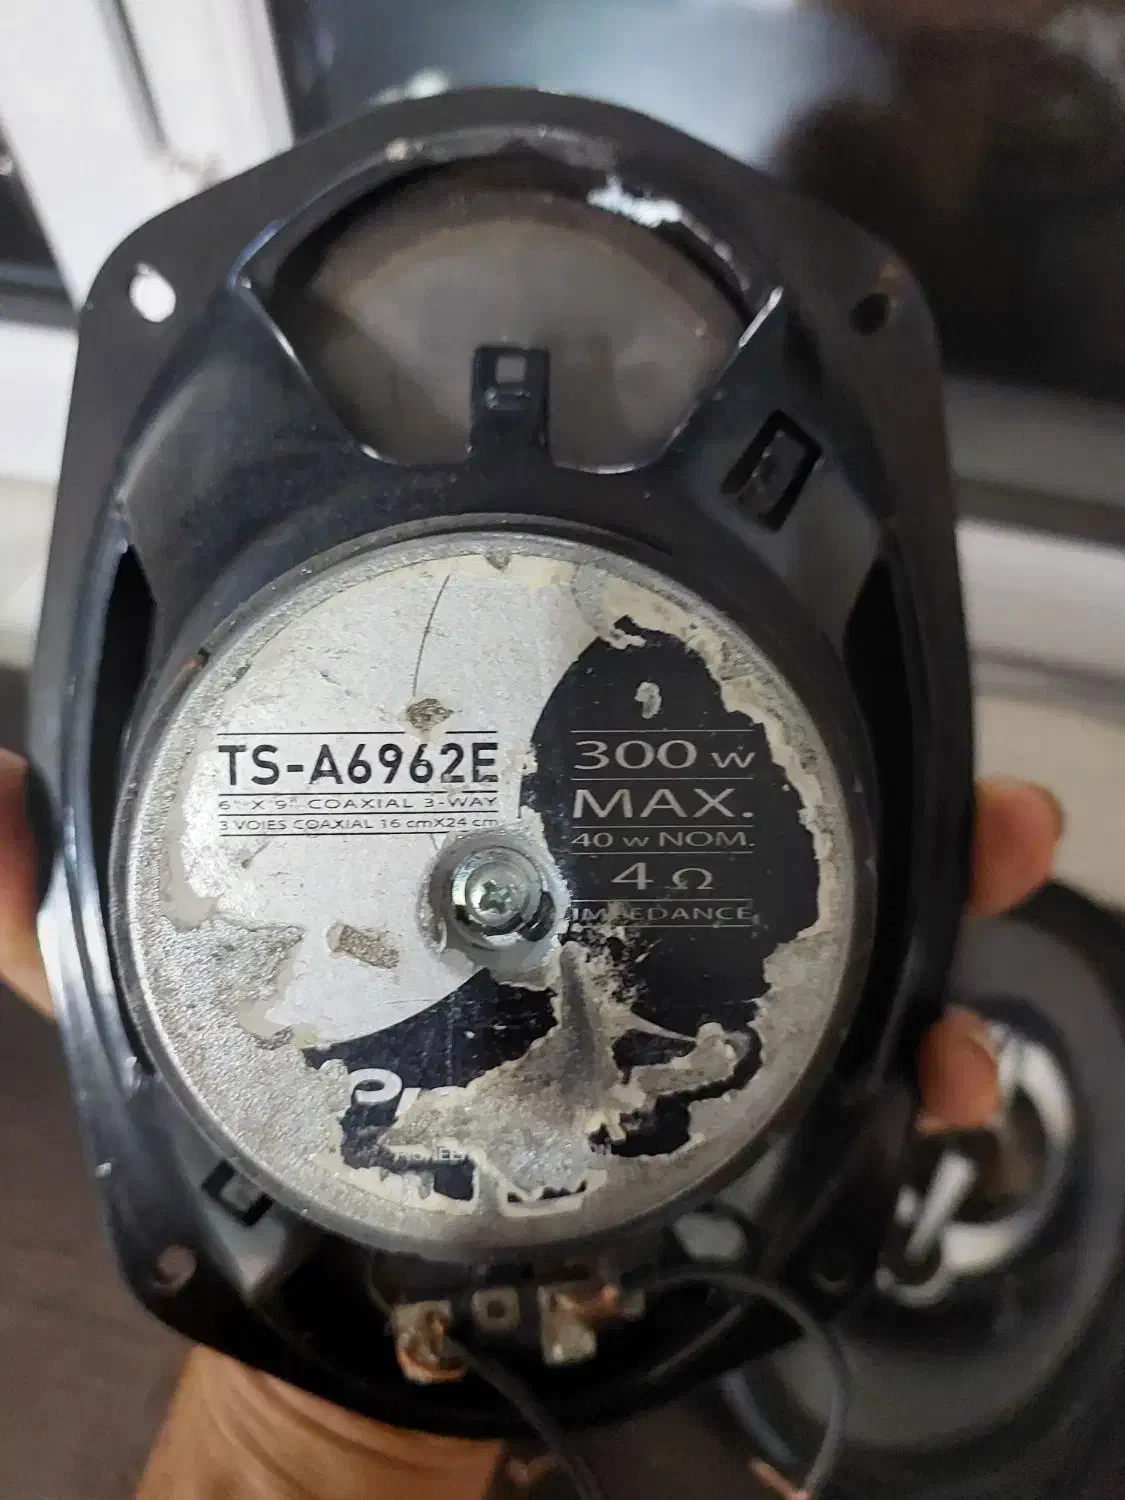 TS-A6962E
6" X 9" COAXIAL 3-WAY
3 VOIES COAXIAL 16 cmX24 cm
300 w
MAX.
40 w NOM.
4 Ω
IMPEDANCE
PIONEE